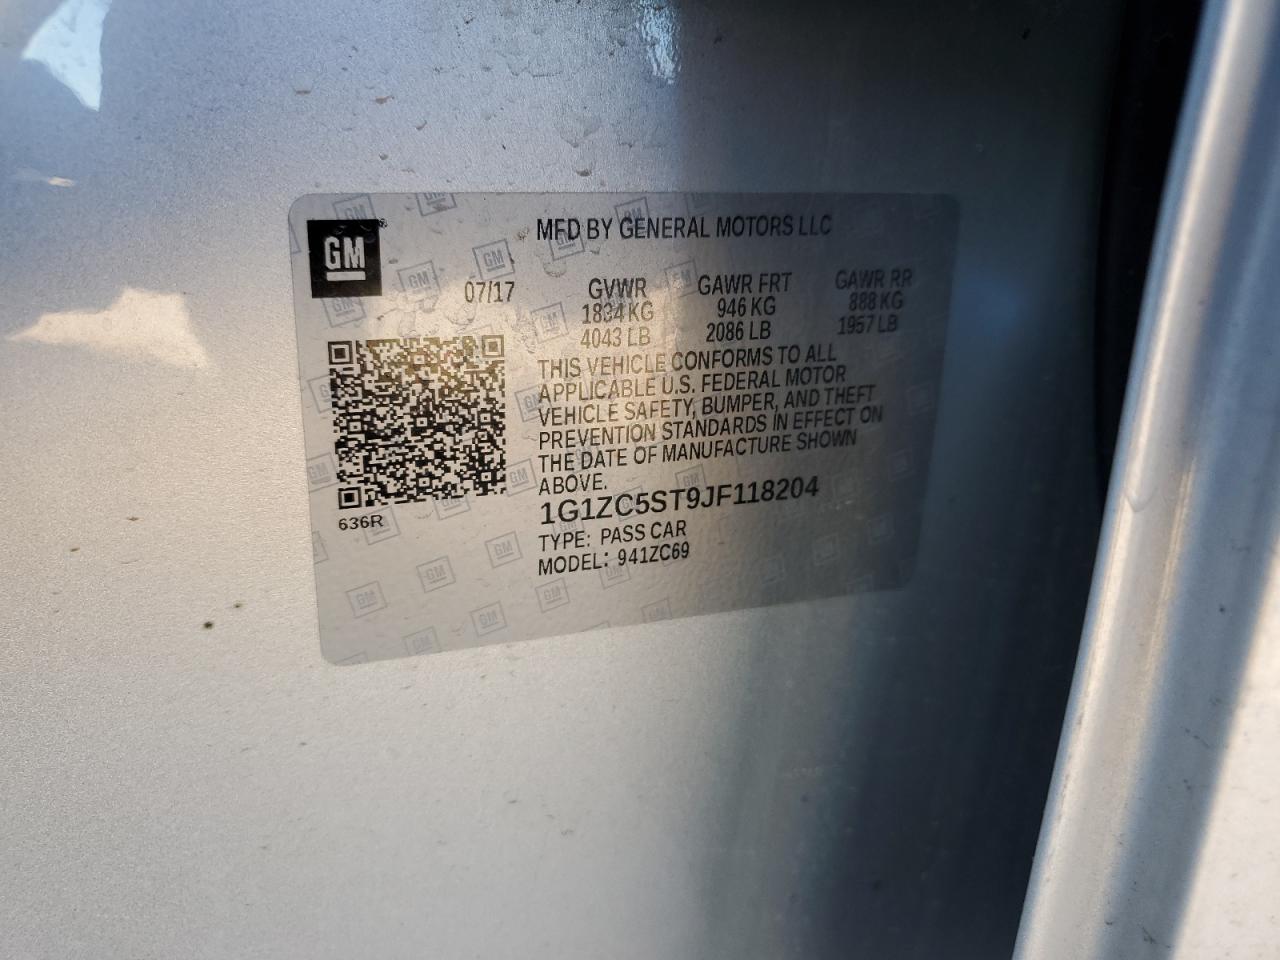 GM
MFD BY GENERAL MOTORS LLC
07/17 GVWR GAWR FRT GAWR RR
1834 KG 946 KG 888 KG
4043 LB 2086 LB 1957 LB
THIS VEHICLE CONFORMS TO ALL
APPLICABLE U.S. FEDERAL MOTOR
VEHICLE SAFETY, BUMPER, AND THEFT
PREVENTION STANDARDS IN EFFECT ON
THE DATE OF MANUFACTURE SHOWN
ABOVE.
1G1ZC5ST9JF118204
636R
TYPE: PASS CAR
MODEL: 941ZC69